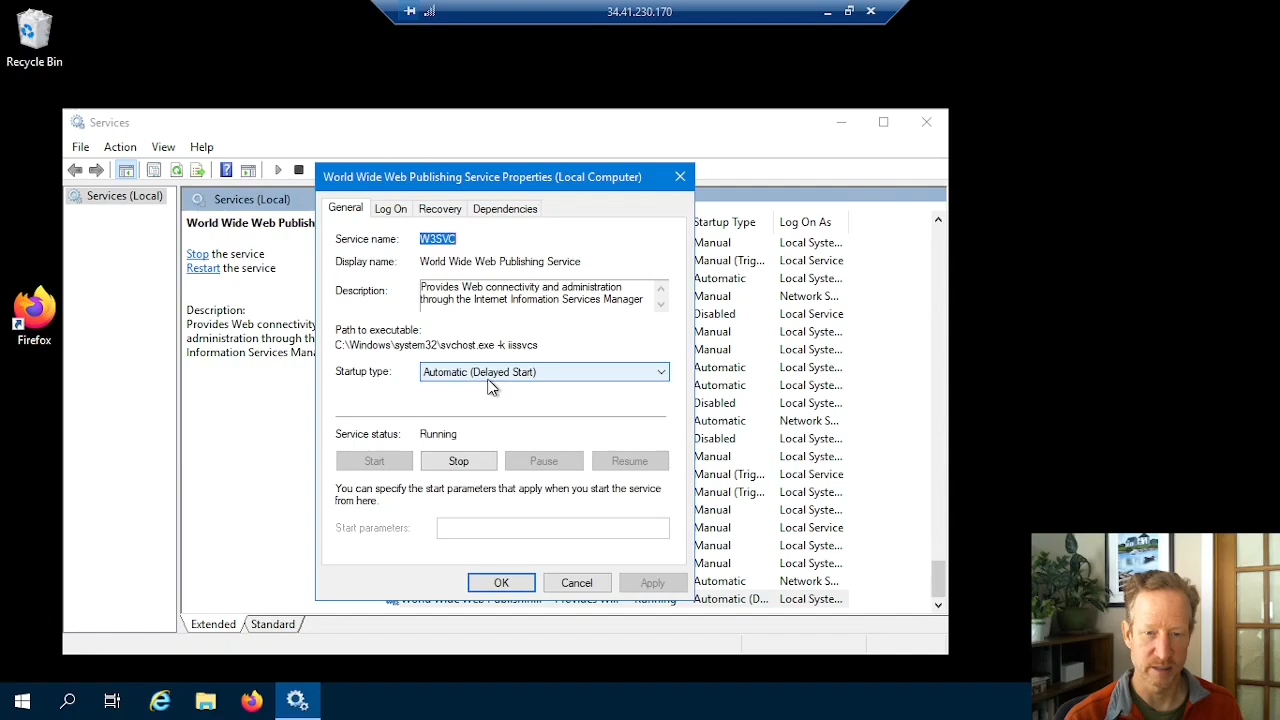 34.41.230.170
Recycle Bin
Services
File Action View Help
Services (Local)
Services (Local)
World Wide Web Publish
Stop the service
Restart the service
Description:
Provides Web connectivity
administration through the
Information Services Mana
Firefox
World Wide Web Publishing Service Properties (Local Computer)
General Log On Recovery Dependencies
Service name: W3SVC
Display name: World Wide Web Publishing Service
Description: Provides Web connectivity and administration
through the Internet Information Services Manager
Path to executable:
C:\Windows\system32\svchost.exe -k iissvcs
Startup type: Automatic (Delayed Start)
Service status: Running
Start Stop Pause Resume
You can specify the start parameters that apply when you start the service
from here.
Start parameters:
OK Cancel Apply
Startup Type Log On As
Manual Local Syste...
Manual (Trig... Local Service
Automatic Local Syste...
Manual Network S...
Disabled Local Service
Manual Local Syste...
Manual Local Syste...
Automatic Local Syste...
Automatic Local Syste...
Disabled Local Syste...
Automatic Network S...
Disabled Local Syste...
Manual Local Syste...
Manual (Trig... Local Service
Manual (Trig... Local Syste...
Manual Local Syste...
Manual Local Service
Manual Local Syste...
Manual Local Syste...
Automatic Network S...
World Wide Web Publishin... Provides Wi... Running Automatic (D... Local Syste...
Extended Standard